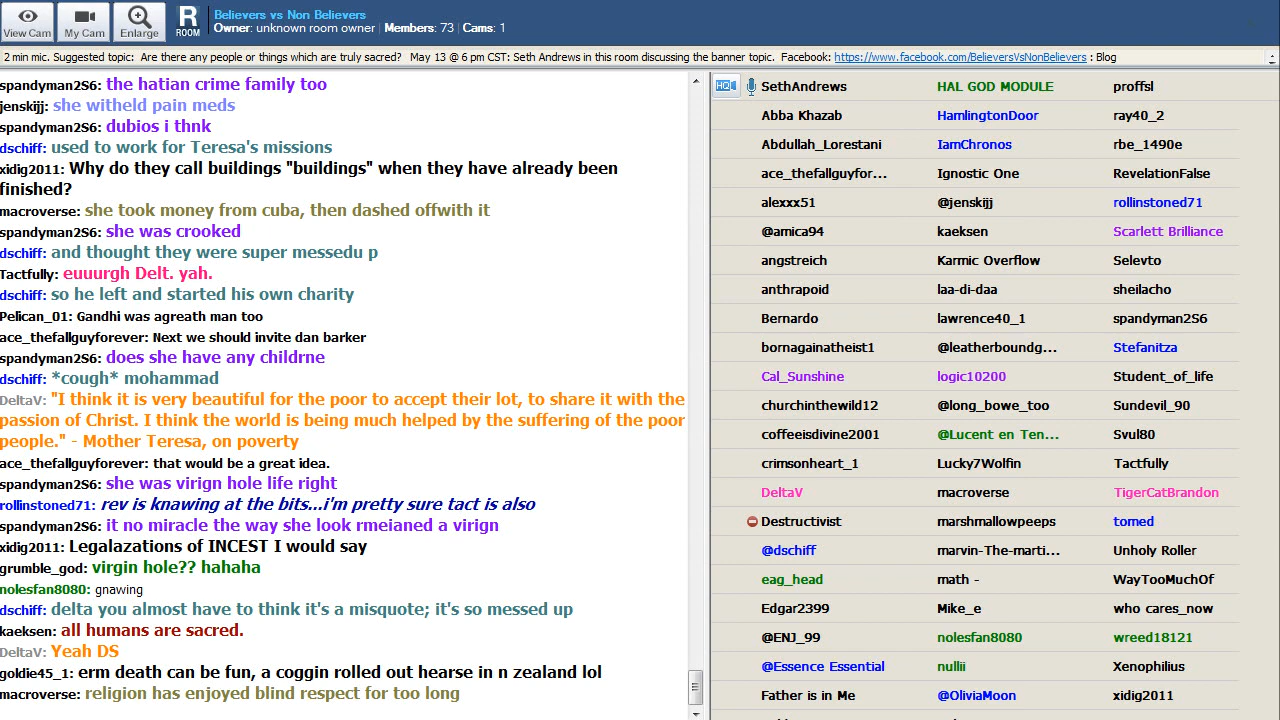 View Cam
My Cam
Enlarge
R
ROOM
Believers vs Non Believers
Owner: unknown room owner | Members: 73 | Cams: 1
2 min mic. Suggested topic: Are there any people or things which are truly sacred? May 13 @ 6 pm CST: Seth Andrews in this room discussing the banner topic. Facebook: https://www.facebook.com/BelieversVsNonBelievers : Blog
spandyman2S6: the hatian crime family too
jenskijj: she witheld pain meds
spandyman2S6: dubios i thnk
dschiff: used to work for Teresa's missions
xidig2011: Why do they call buildings "buildings" when they have already been
finished?
macroverse: she took money from cuba, then dashed offwith it
spandyman2S6: she was crooked
dschiff: and thought they were super messedu p
Tactfully: euuurgh Delt. yah.
dschiff: so he left and started his own charity
Pelican_01: Gandhi was agreath man too
ace_thefallguyforever: Next we should invite dan barker
spandyman2S6: does she have any childrne
dschiff: *cough* mohammad
DeltaV: "I think it is very beautiful for the poor to accept their lot, to share it with the
passion of Christ. I think the world is being much helped by the suffering of the poor
people." - Mother Teresa, on poverty
ace_thefallguyforever: that would be a great idea.
spandyman2S6: she was virign hole life right
rollinstoned71: rev is knawing at the bits...i'm pretty sure tact is also
spandyman2S6: it no miracle the way she look rmeianed a virign
xidig2011: Legalazations of INCEST I would say
grumble_god: virgin hole?? hahaha
nolesfan8080: gnawing
dschiff: delta you almost have to think it's a misquote; it's so messed up
kaeksen: all humans are sacred.
DeltaV: Yeah DS
goldie45_1: erm death can be fun, a coggin rolled out hearse in n zealand lol
macroverse: religion has enjoyed blind respect for too long
HQ SethAndrews HAL GOD MODULE proffsl
Abba Khazab HamlingtonDoor ray40_2
Abdullah_Lorestani IamChronos rbe_1490e
ace_thefallguyfor... Ignostic One RevelationFalse
alexxx51 @jenskijj rollinstoned71
@amica94 kaeksen Scarlett Brilliance
angstreich Karmic Overflow Selevto
anthrapoid laa-di-daa sheilacho
Bernardo lawrence40_1 spandyman2S6
bornagainatheist1 @leatherboundg... Stefanitza
Cal_Sunshine logic10200 Student_of_life
churchinthewild12 @long_bowe_too Sundevil_90
coffeeisdivine2001 @Lucent en Ten... Svul80
crimsonheart_1 Lucky7Wolfin Tactfully
DeltaV macroverse TigerCatBrandon
Destructivist marshmallowpeeps tomed
@dschiff marvin-The-marti... Unholy Roller
eag_head math - WayTooMuchOf
Edgar2399 Mike_e who cares_now
@ENJ_99 nolesfan8080 wreed18121
@Essence Essential nullii Xenophilius
Father is in Me @OliviaMoon xidig2011